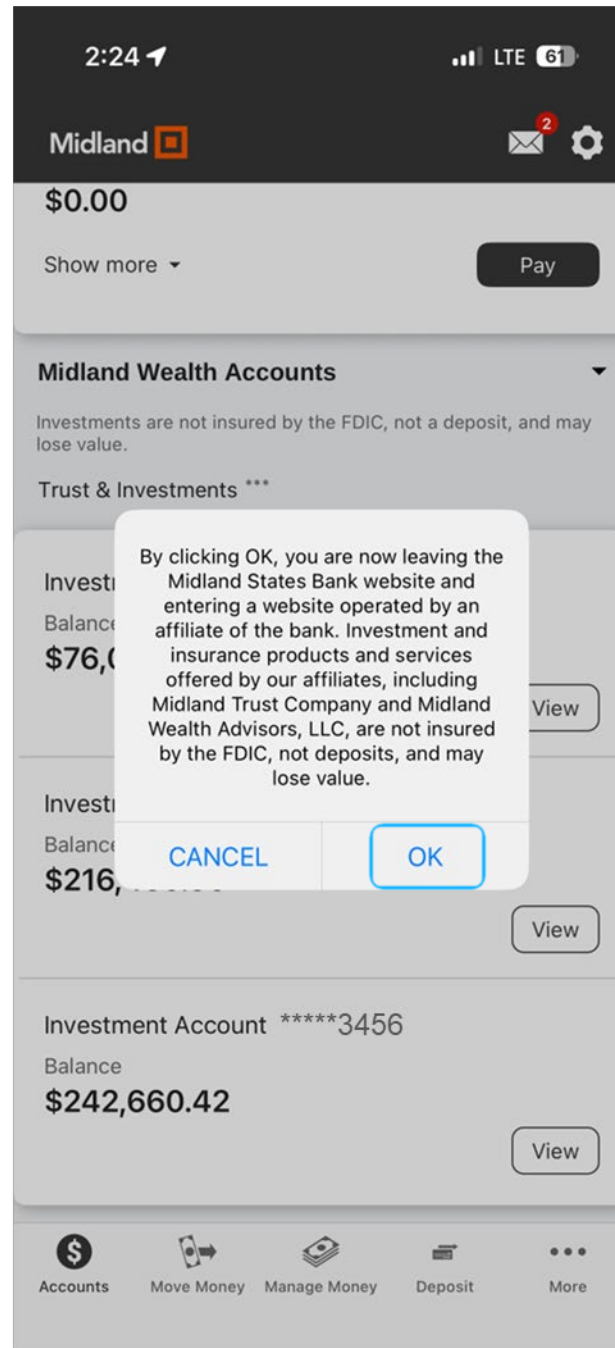 2:24 LTE 61
Midland 2
$0.00
Show more Pay
Midland Wealth Accounts
Investments are not insured by the FDIC, not a deposit, and may
lose value.
Trust & Investments ***
By clicking OK, you are now leaving the
Midland States Bank website and
entering a website operated by an
affiliate of the bank. Investment and
insurance products and services
offered by our affiliates, including
Midland Trust Company and Midland
Wealth Advisors, LLC, are not insured
by the FDIC, not deposits, and may
lose value.
CANCEL OK
View
View
Investment Account *****3456
Balance
$242,660.42
View
Accounts Move Money Manage Money Deposit More